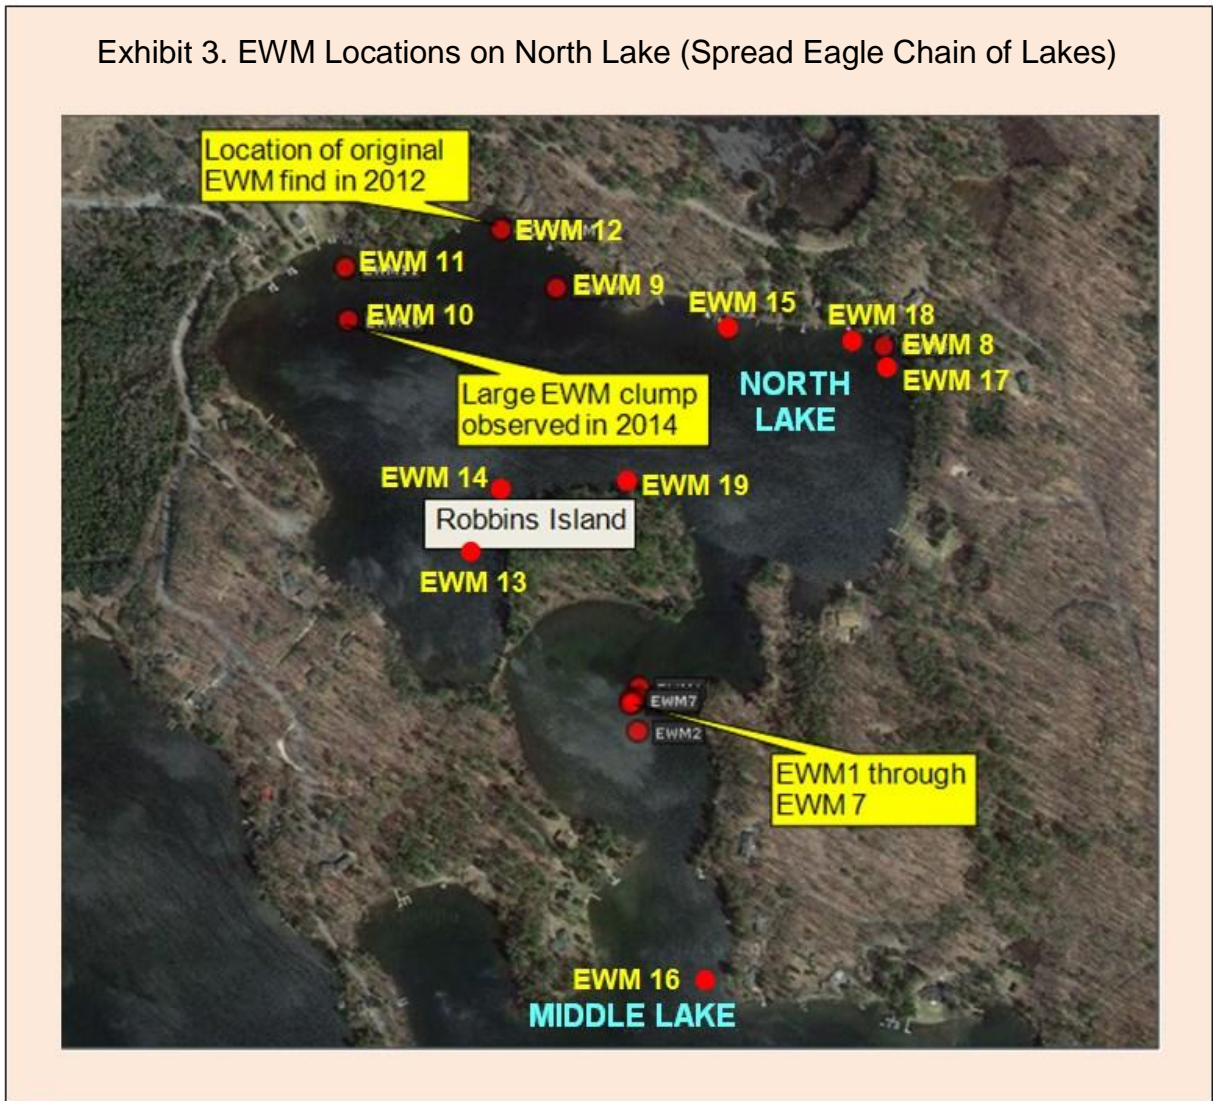 Exhibit 3. EWM Locations on North Lake (Spread Eagle Chain of Lakes)
Location of original
EWM find in 2012
EWM 12
EWM 11
EWM 9
EWM 10
EWM 15
EWM 18
EWM 8
EWM 17
NORTH
LAKE
Large EWM clump
observed in 2014
EWM 14
EWM 19
Robbins Island
EWM 13
EWM7
EWM2
EWM1 through
EWM 7
EWM 16
MIDDLE LAKE